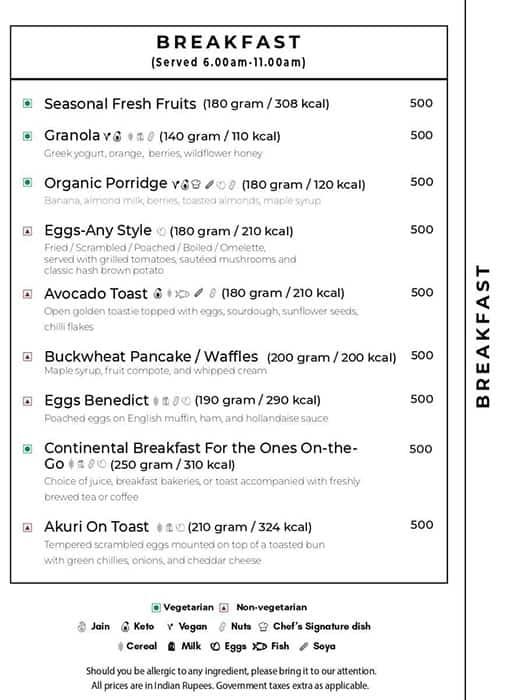 BREAKFAST
(Served 6.00am-11.00am)
Seasonal Fresh Fruits (180 gram / 308 kcal) 500
Granola (140 gram / 110 kcal) 500
Greek yogurt, orange, berries, wildflower honey
Organic Porridge (180 gram / 120 kcal) 500
Banana, almond milk, berries, toasted almonds, maple syrup
Eggs-Any Style (180 gram / 210 kcal) 500
Fried / Scrambled / Poached / Boiled / Omelette,
served with grilled tomatoes, sautéed mushrooms and
classic hash brown potato
Avocado Toast (180 gram / 210 kcal) 500
Open golden toastie topped with eggs, sourdough, sunflower seeds,
chilli flakes
Buckwheat Pancake / Waffles (200 gram / 200 kcal) 500
Maple syrup, fruit compote, and whipped cream
Eggs Benedict (190 gram / 290 kcal) 500
Poached eggs on English muffin, ham, and hollandaise sauce
Continental Breakfast For the Ones On-the- 500
Go (250 gram / 310 kcal)
Choice of juice, breakfast bakeries, or toast accompanied with freshly
brewed tea or coffee
Akuri On Toast (210 gram / 324 kcal) 500
Tempered scrambled eggs mounted on top of a toasted bun
with green chillies, onions, and cheddar cheese
Vegetarian Non-vegetarian
Jain Keto Vegan Nuts Chef's Signature dish
Cereal Milk Eggs Fish Soya
Should you be allergic to any ingredient, please bring it to our attention.
All prices are in Indian Rupees. Government taxes extra as applicable.
BREAKFAST